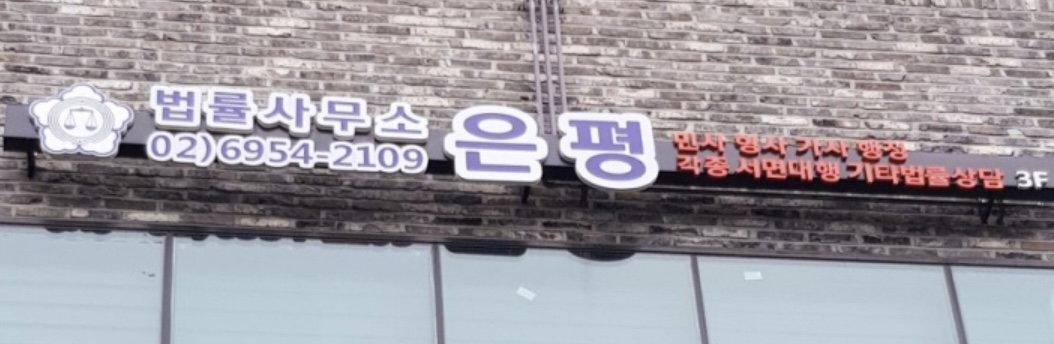 법률사무소
02)6954-2109
은평
민사 형사 가사 행정
각종 서면대행 기타법률상담 3F